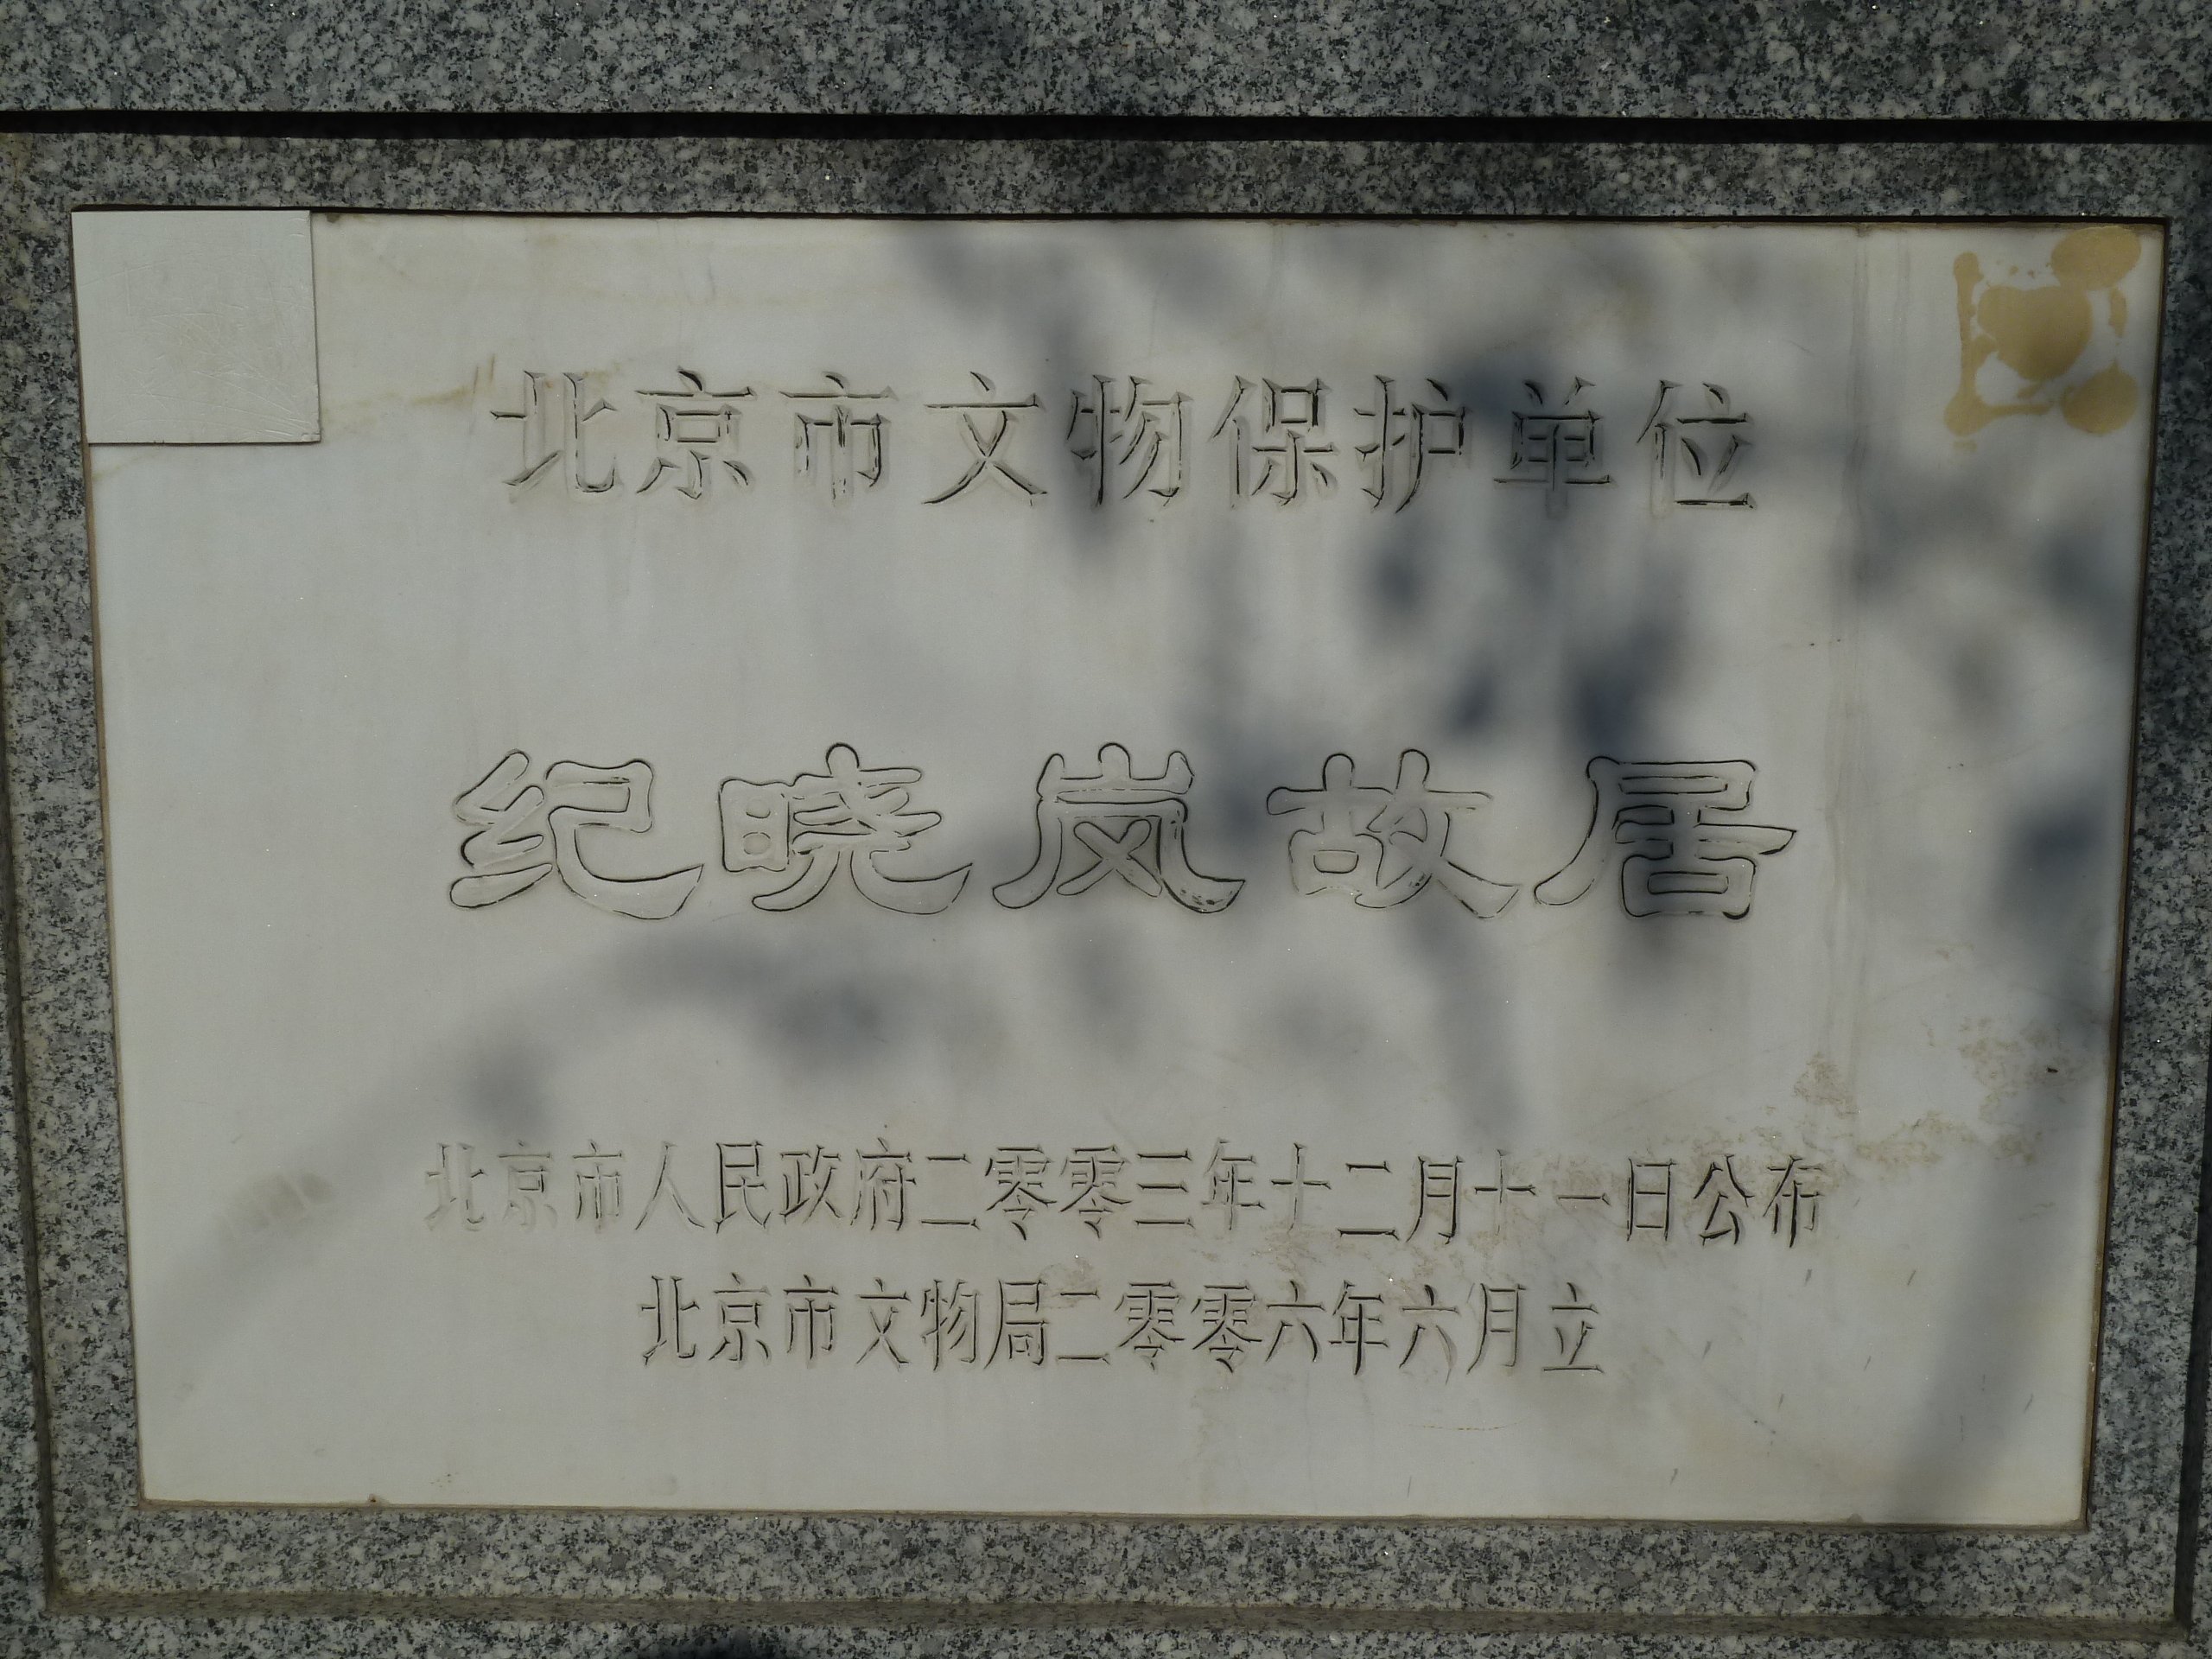 北京市文物保护单位
纪晓岚故居
北京市人民政府二零零三年十二月十一日公布
北京市文物局二零零六年六月立